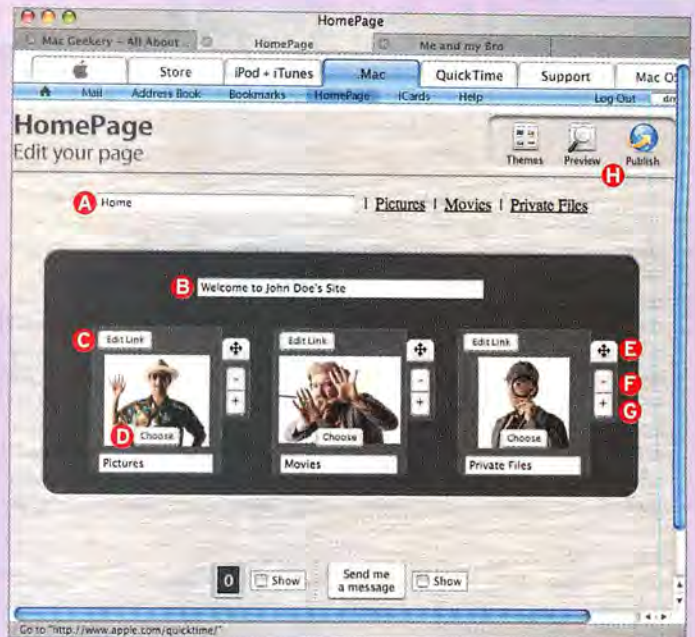 HomePage
Mac Geekery – All About ... HomePage Me and my Bro
Store iPod + iTunes .Mac QuickTime Support Mac OS
Mail Address Book Bookmarks HomePage iCards Help Log Out
HomePage
Edit your page
Themes Preview Publish
H
A Home | Pictures | Movies | Private Files
B Welcome to John Doe's Site
C Edit Link Edit Link Edit Link E
- - - F
+ + + G
D Choose Choose Choose
Pictures Movies Private Files
0 Show Send me a message Show
Go to "http://www.apple.com/quicktime/"